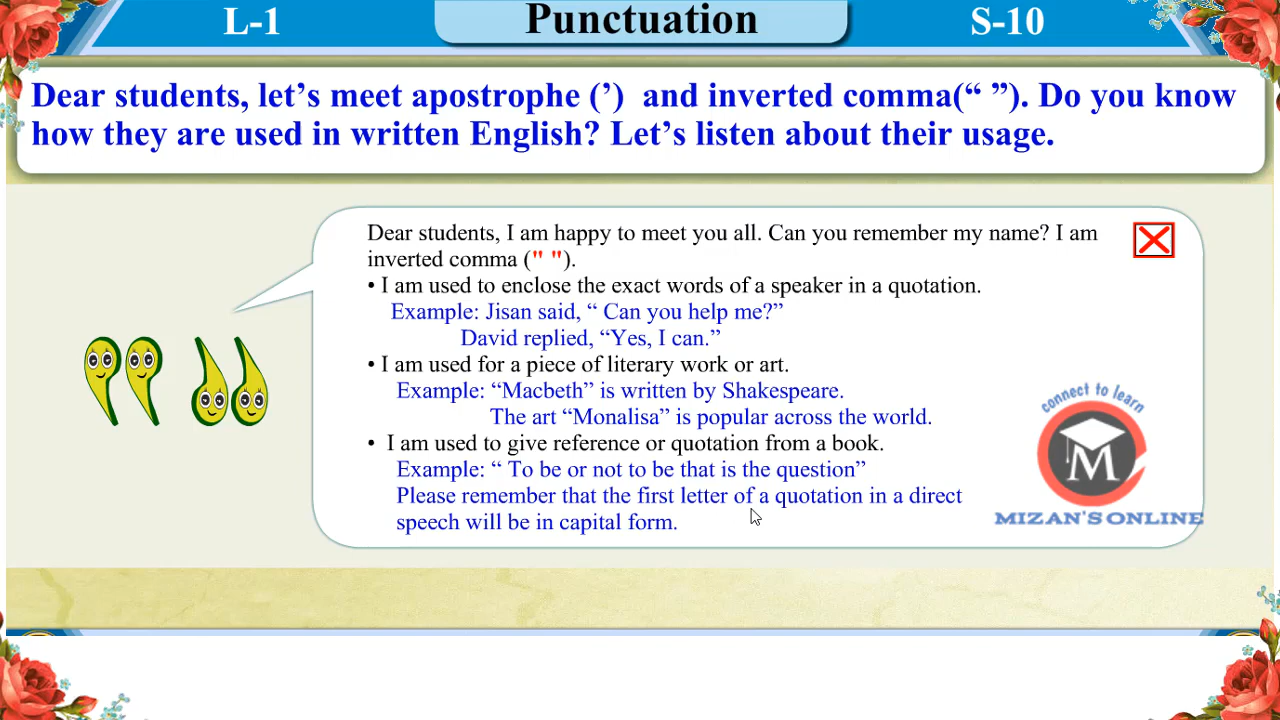 L-1 Punctuation S-10
Dear students, let’s meet apostrophe (’)  and inverted comma(“ ”). Do you know
how they are used in written English? Let’s listen about their usage.
Dear students, I am happy to meet you all. Can you remember my name? I am
inverted comma (" ").
• I am used to enclose the exact words of a speaker in a quotation.
Example: Jisan said, “ Can you help me?”
David replied, “Yes, I can.”
• I am used for a piece of literary work or art.
Example: “Macbeth” is written by Shakespeare.
The art “Monalisa” is popular across the world.
• I am used to give reference or quotation from a book.
Example: “ To be or not to be that is the question”
Please remember that the first letter of a quotation in a direct
speech will be in capital form.
connect to learn
M
MIZAN'S ONLINE